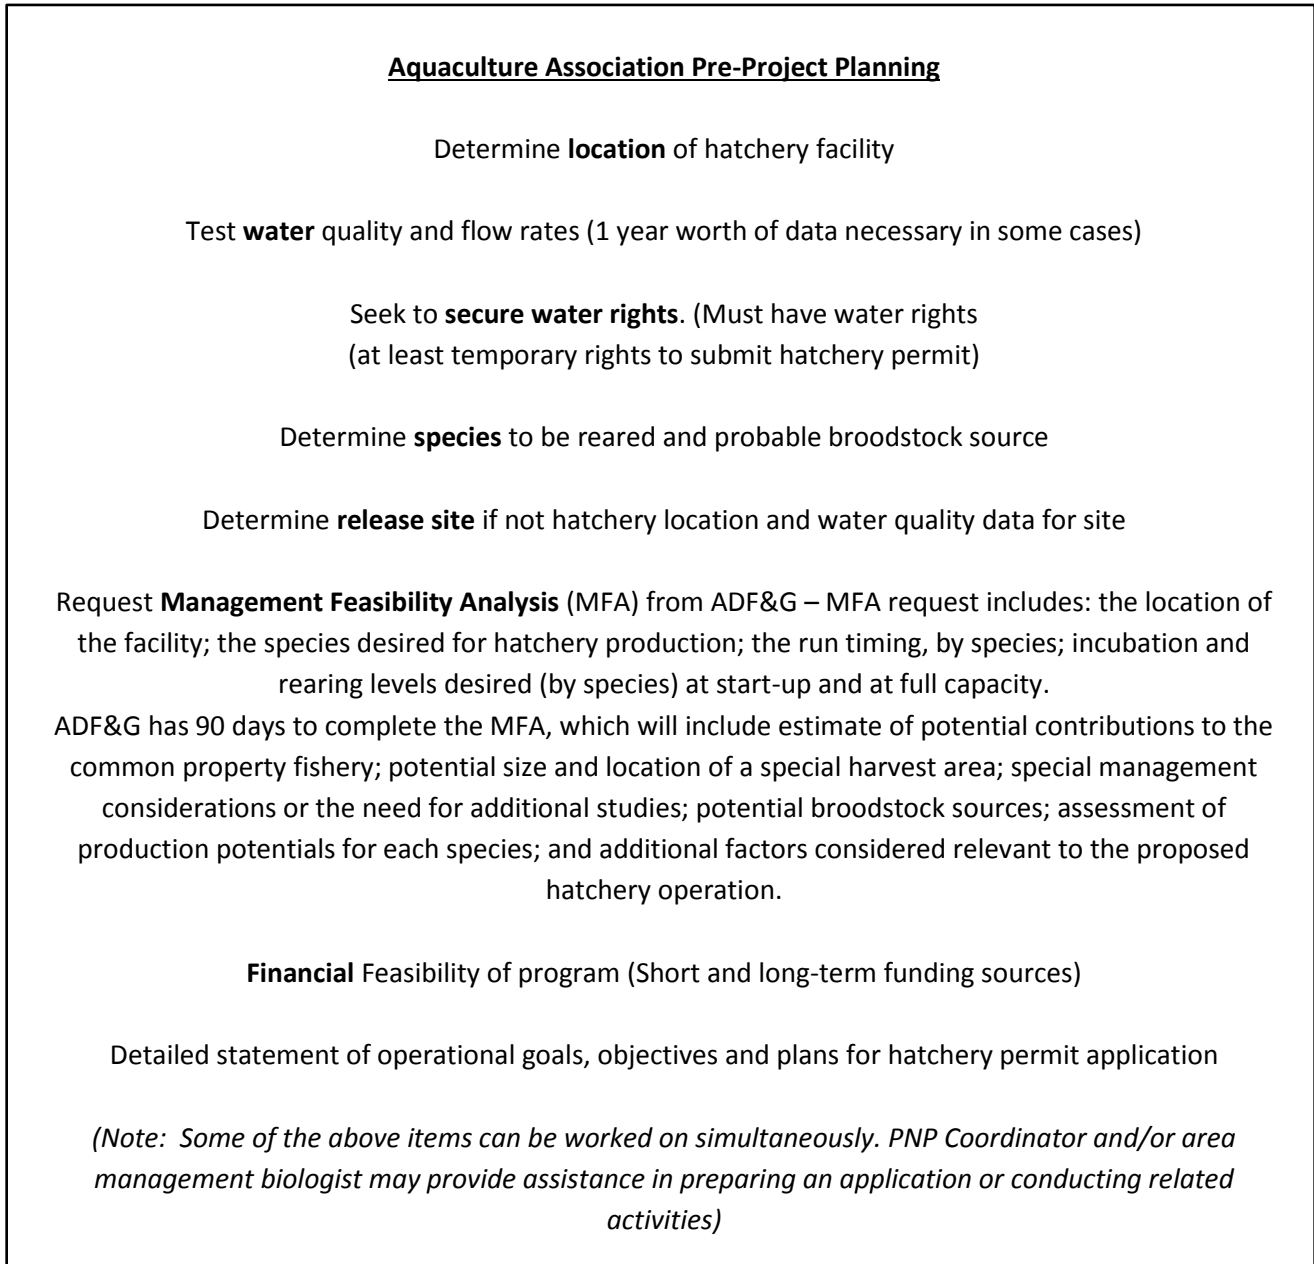 Aquaculture Association Pre-Project Planning
Determine location of hatchery facility
Test water quality and flow rates (1 year worth of data necessary in some cases)
Seek to secure water rights. (Must have water rights
(at least temporary rights to submit hatchery permit)
Determine species to be reared and probable broodstock source
Determine release site if not hatchery location and water quality data for site
Request Management Feasibility Analysis (MFA) from ADF&G – MFA request includes: the location of
the facility; the species desired for hatchery production; the run timing, by species; incubation and
rearing levels desired (by species) at start-up and at full capacity.
ADF&G has 90 days to complete the MFA, which will include estimate of potential contributions to the
common property fishery; potential size and location of a special harvest area; special management
considerations or the need for additional studies; potential broodstock sources; assessment of
production potentials for each species; and additional factors considered relevant to the proposed
hatchery operation.
Financial Feasibility of program (Short and long-term funding sources)
Detailed statement of operational goals, objectives and plans for hatchery permit application
(Note:  Some of the above items can be worked on simultaneously. PNP Coordinator and/or area
management biologist may provide assistance in preparing an application or conducting related
activities)